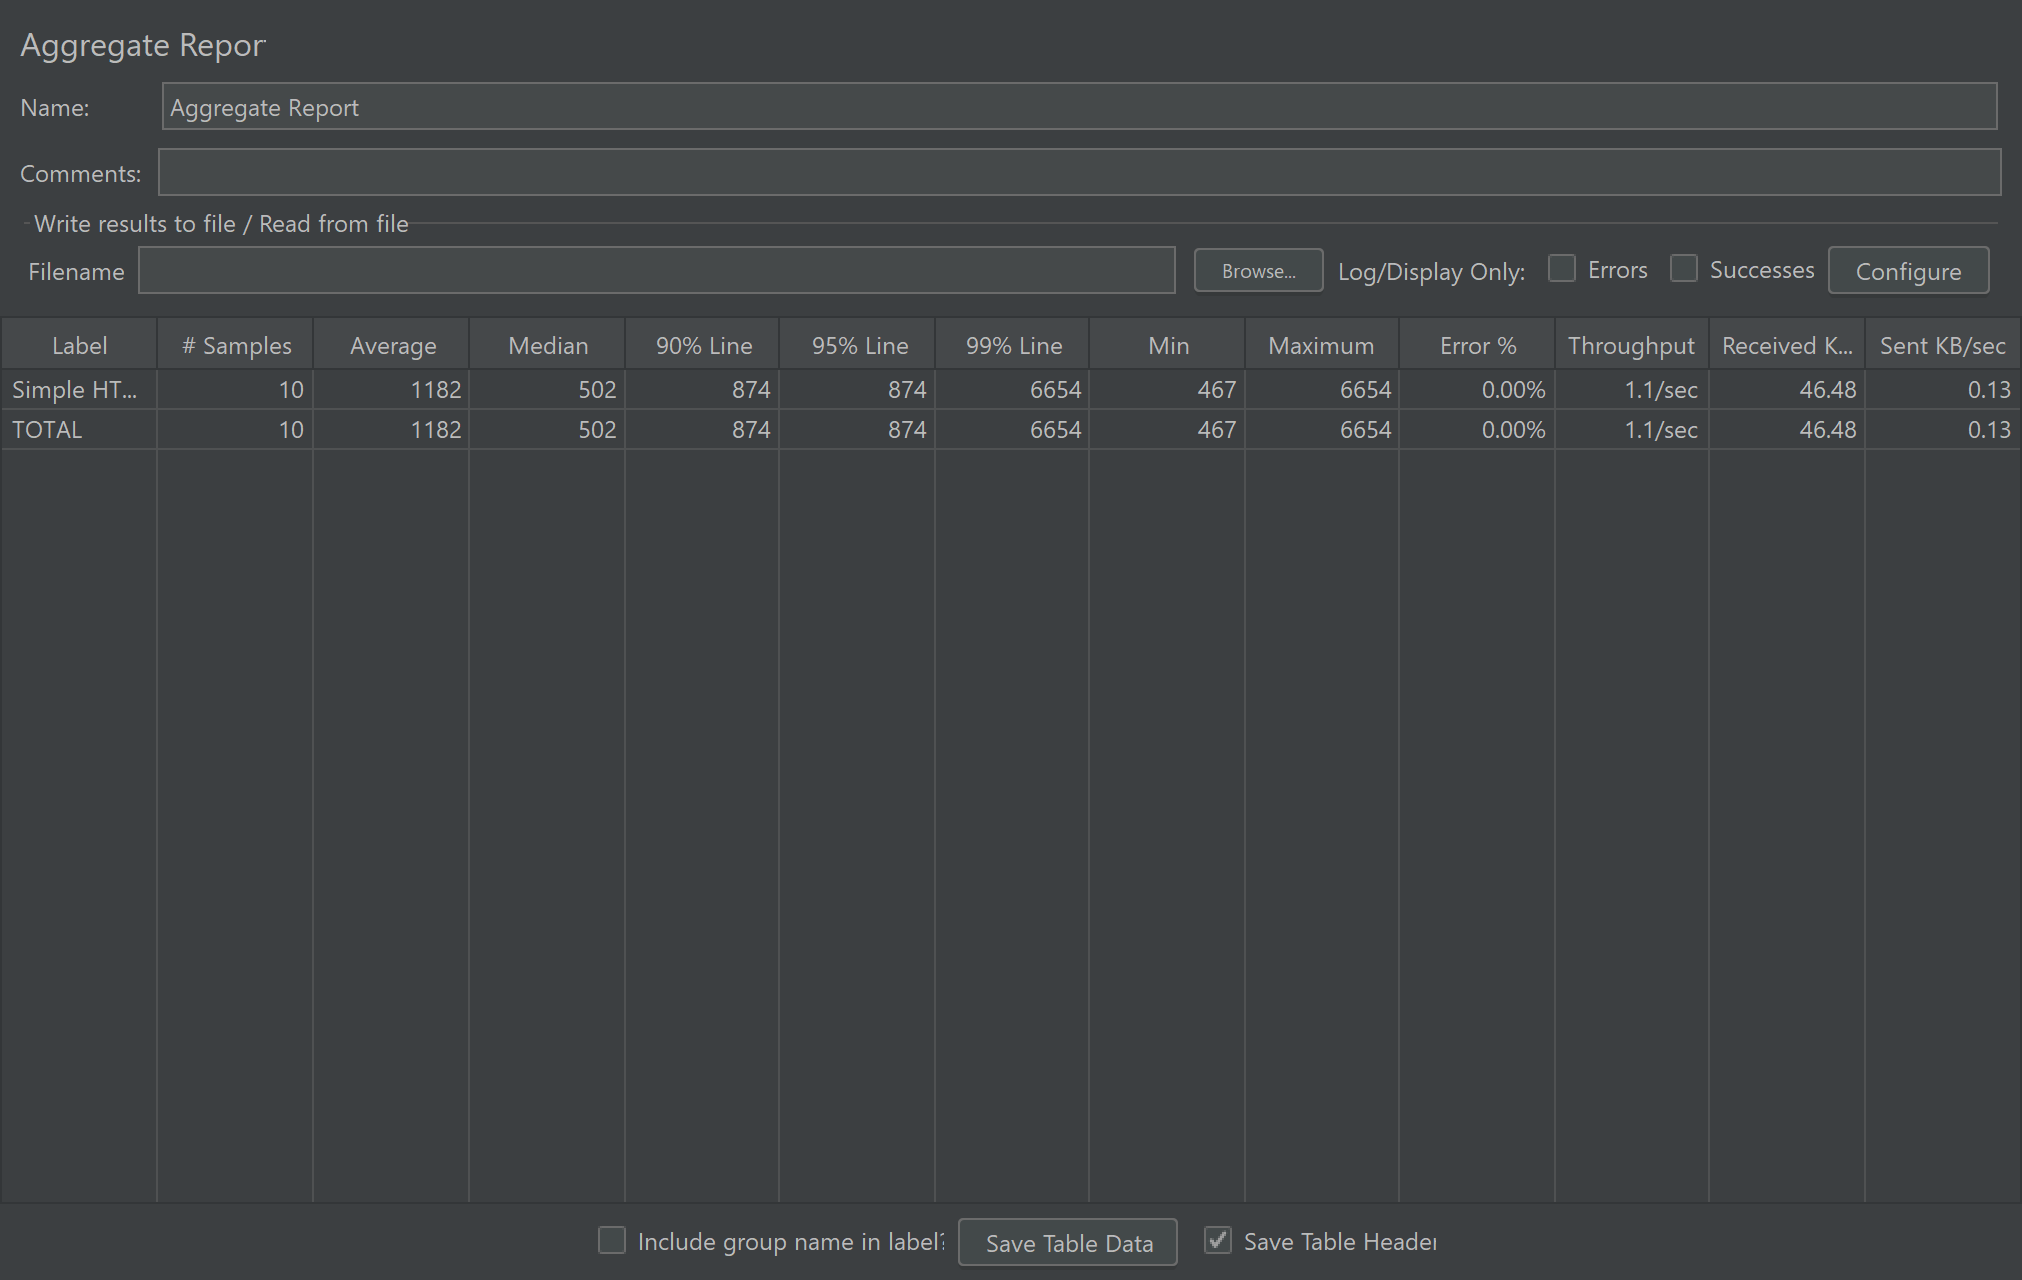 Aggregate Repor
Name: Aggregate Report
Comments:
Write results to file / Read from file
Filename Browse... Log/Display Only: Errors Successes Configure
Label # Samples Average Median 90% Line 95% Line 99% Line Min Maximum Error % Throughput Received K... Sent KB/sec
Simple HT... 10 1182 502 874 874 6654 467 6654 0.00% 1.1/sec 46.48 0.13
TOTAL 10 1182 502 874 874 6654 467 6654 0.00% 1.1/sec 46.48 0.13
Include group name in label? Save Table Data Save Table Header